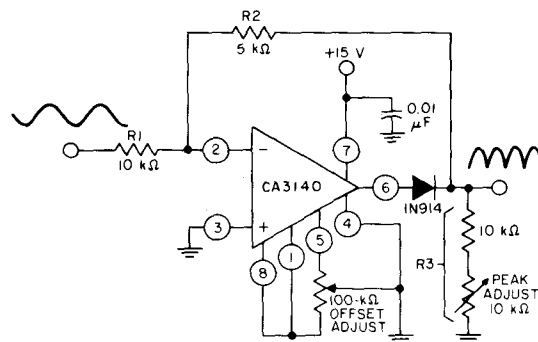 R2
5 kΩ
+15 V
0.01
μF
R1
10 kΩ
2
−
7
CA3140
6
1N914
3
+
4
5
1
8
10 kΩ
R3
PEAK
ADJUST
10 kΩ
100-kΩ
OFFSET
ADJUST